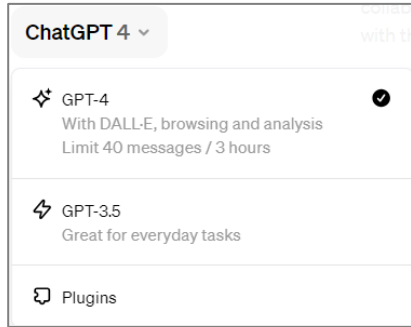 ChatGPT 4
GPT-4
With DALL·E, browsing and analysis
Limit 40 messages / 3 hours
GPT-3.5
Great for everyday tasks
Plugins